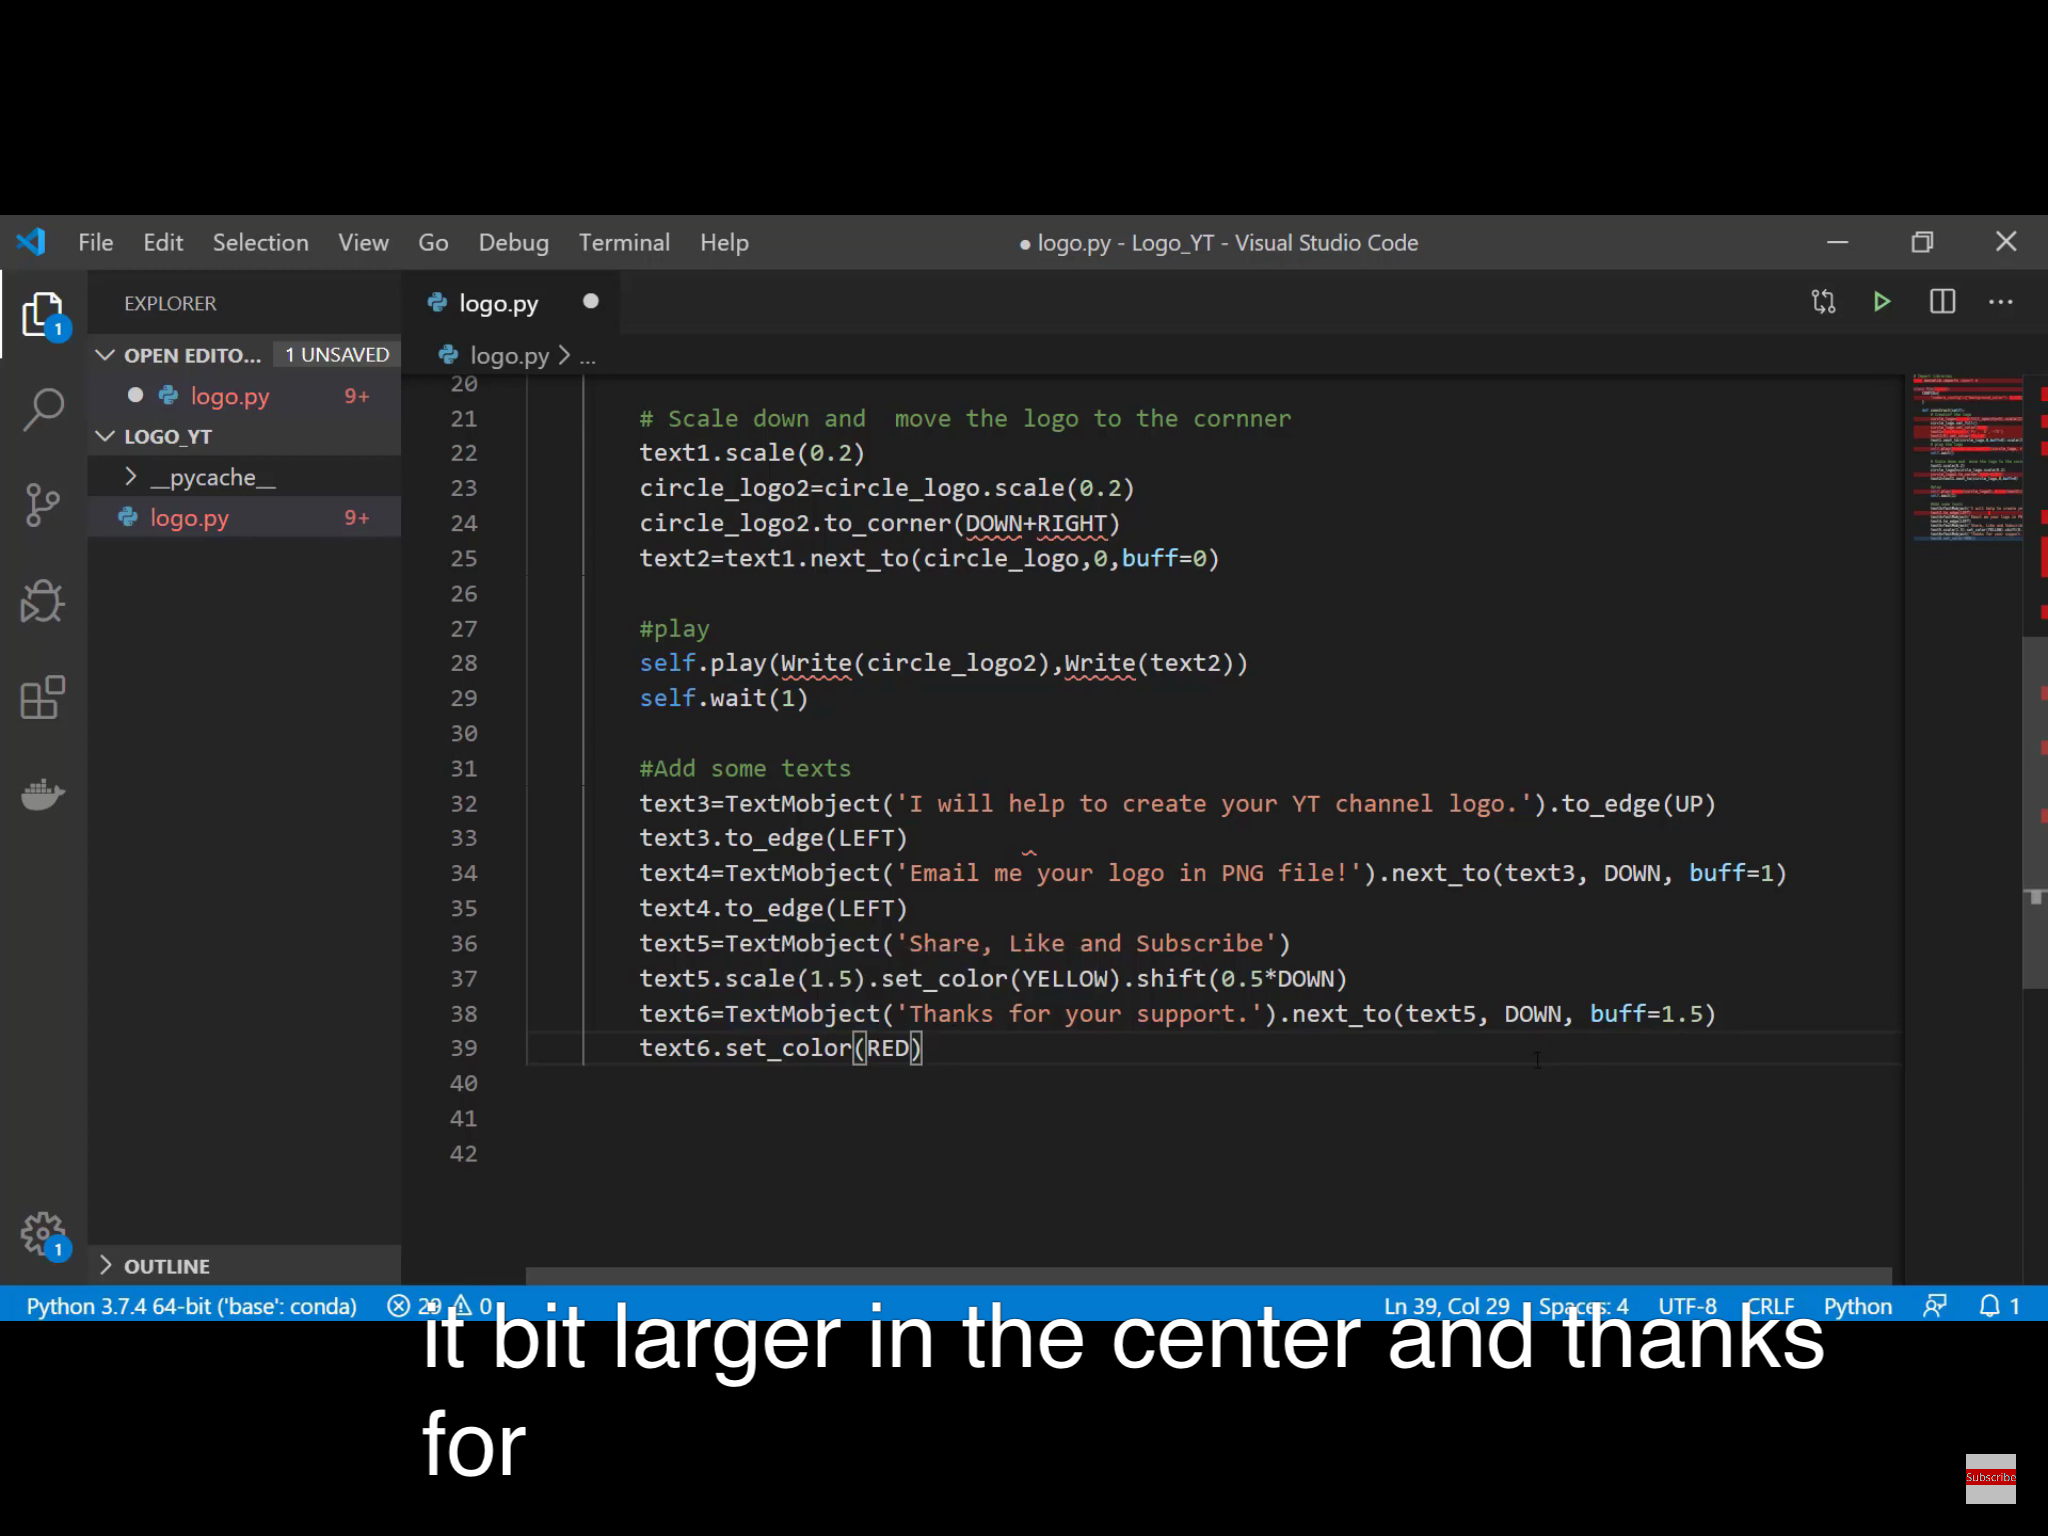 File Edit Selection View Go Debug Terminal Help ● logo.py - Logo_YT - Visual Studio Code
EXPLORER
logo.py
OPEN EDITO... 1 UNSAVED
logo.py > ...
logo.py 9+
LOGO_YT
__pycache__
logo.py 9+
OUTLINE
20
21 # Scale down and  move the logo to the cornner
22 text1.scale(0.2)
23 circle_logo2=circle_logo.scale(0.2)
24 circle_logo2.to_corner(DOWN+RIGHT)
25 text2=text1.next_to(circle_logo,0,buff=0)
26
27 #play
28 self.play(Write(circle_logo2),Write(text2))
29 self.wait(1)
30
31 #Add some texts
32 text3=TextMobject('I will help to create your YT channel logo.').to_edge(UP)
33 text3.to_edge(LEFT)
34 text4=TextMobject('Email me your logo in PNG file!').next_to(text3, DOWN, buff=1)
35 text4.to_edge(LEFT)
36 text5=TextMobject('Share, Like and Subscribe')
37 text5.scale(1.5).set_color(YELLOW).shift(0.5*DOWN)
38 text6=TextMobject('Thanks for your support.').next_to(text5, DOWN, buff=1.5)
39 text6.set_color(RED)
40
41
42
1
1
Python 3.7.4 64-bit ('base': conda) 29 0 Ln 39, Col 29 Spaces: 4 UTF-8 CRLF Python 1
it bit larger in the center and thanks
for
Subscribe